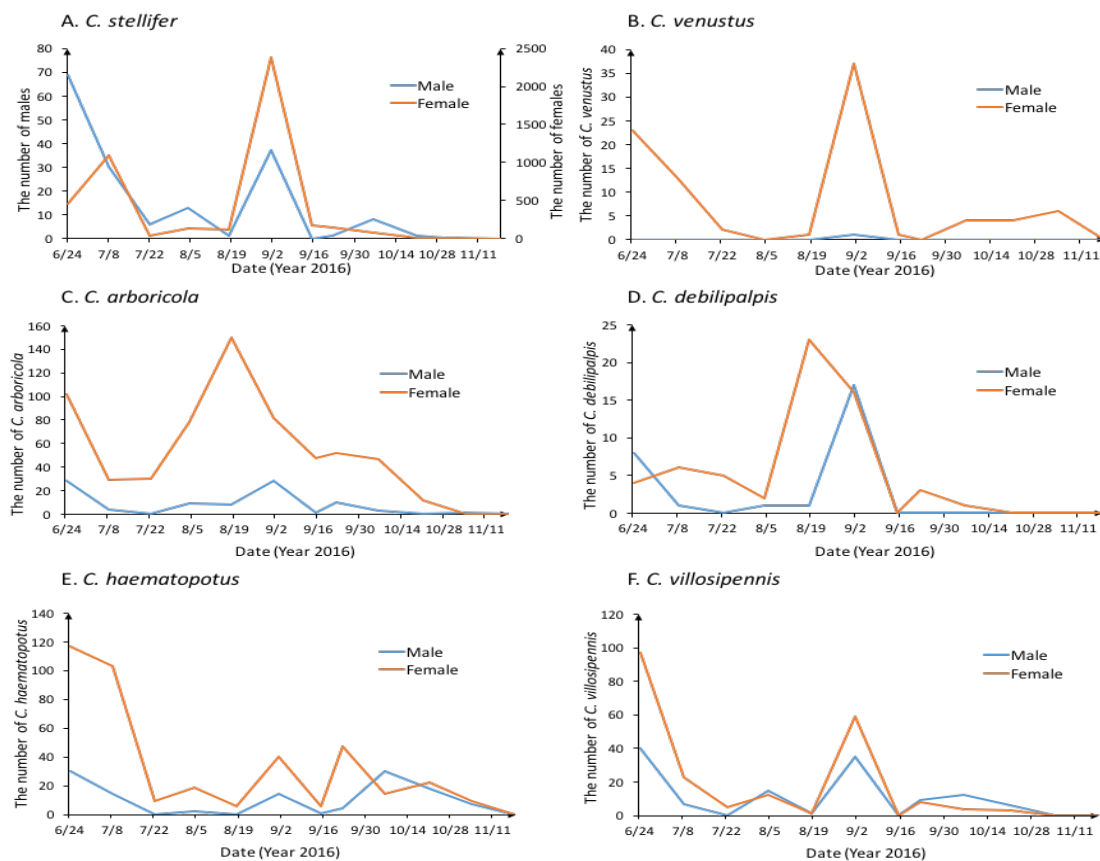 A. C. stellifer
80
70
60
50
40
30
20
10
0
The number of males
2500
2000
1500
1000
500
0
The number of females
Male
Female
6/24 7/8 7/22 8/5 8/19 9/2 9/16 9/30 10/14 10/28 11/11
Date (Year 2016)
B. C. venustus
40
35
30
25
20
15
10
5
0
The number of C. venustus
Male
Female
6/24 7/8 7/22 8/5 8/19 9/2 9/16 9/30 10/14 10/28 11/11
Date (Year 2016)
C. C. arboricola
160
140
120
100
80
60
40
20
0
The number of C. arboricola
Male
Female
6/24 7/8 7/22 8/5 8/19 9/2 9/16 9/30 10/14 10/28 11/11
Date (Year 2016)
D. C. debilipalpis
25
20
15
10
5
0
The number of C. debilipalpis
Male
Female
6/24 7/8 7/22 8/5 8/19 9/2 9/16 9/30 10/14 10/28 11/11
Date (Year 2016)
E. C. haematopotus
140
120
100
80
60
40
20
0
The number of C. haematopotus
Male
Female
6/24 7/8 7/22 8/5 8/19 9/2 9/16 9/30 10/14 10/28 11/11
Date (Year 2016)
F. C. villosipennis
120
100
80
60
40
20
0
The number of C. villosipennis
Male
Female
6/24 7/8 7/22 8/5 8/19 9/2 9/16 9/30 10/14 10/28 11/11
Date (Year 2016)